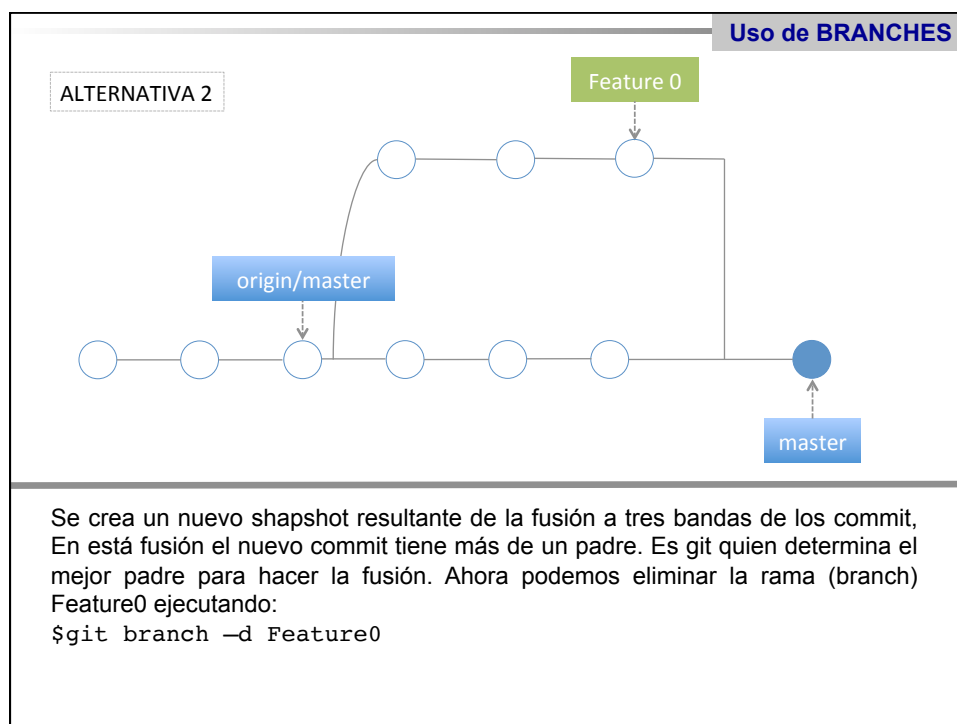 Uso de BRANCHES
ALTERNATIVA 2
Feature 0
origin/master
master
Se crea un nuevo shapshot resultante de la fusión a tres bandas de los commit,
En está fusión el nuevo commit tiene más de un padre. Es git quien determina el
mejor padre para hacer la fusión. Ahora podemos eliminar la rama (branch)
Feature0 ejecutando:
$git branch –d Feature0